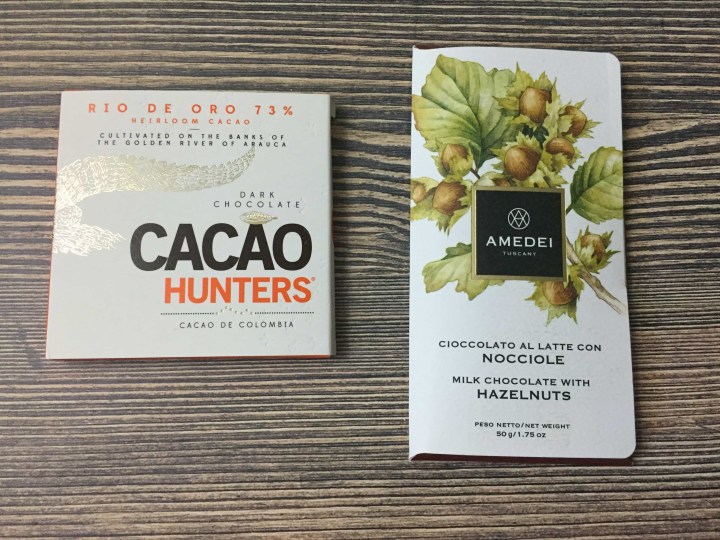 RIO DE ORO 73%
HEIRLOOM CACAO
CULTIVATED ON THE BANKS OF
THE GOLDEN RIVER OF ARAUCA
DARK
CHOCOLATE
CACAO
HUNTERS®
CACAO DE COLOMBIA
AMEDEI
TUSCANY
CIOCCOLATO AL LATTE CON
NOCCIOLE
MILK CHOCOLATE WITH
HAZELNUTS
PESO NETTO/NET WEIGHT
50 g/1.75 oz